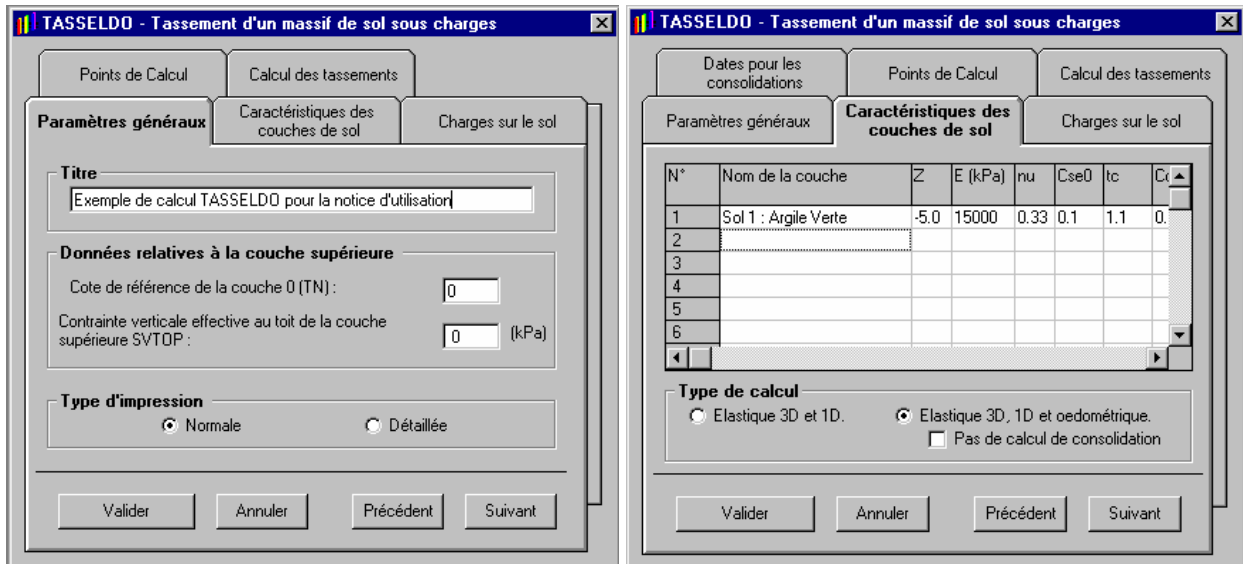 TASSELDO - Tassement d'un massif de sol sous charges
Points de Calcul
Calcul des tassements
Paramètres généraux
Caractéristiques des
couches de sol
Charges sur le sol
Titre
Exemple de calcul TASSELDO pour la notice d'utilisation
Données relatives à la couche supérieure
Cote de référence de la couche 0 (TN) :
0
Contrainte verticale effective au toit de la couche
supérieure SVTOP :
0
(kPa)
Type d'impression
Normale
Détaillée
Valider
Annuler
Précédent
Suivant
TASSELDO - Tassement d'un massif de sol sous charges
Dates pour les
consolidations
Points de Calcul
Calcul des tassements
Paramètres généraux
Caractéristiques des
couches de sol
Charges sur le sol
N° Nom de la couche Z E (kPa) nu Cse0 tc
1 Sol 1 : Argile Verte -5.0 15000 0.33 0.1 1.1 0.
2
3
4
5
6
Type de calcul
Elastique 3D et 1D.
Elastique 3D, 1D et oedométrique.
Pas de calcul de consolidation
Valider
Annuler
Précédent
Suivant